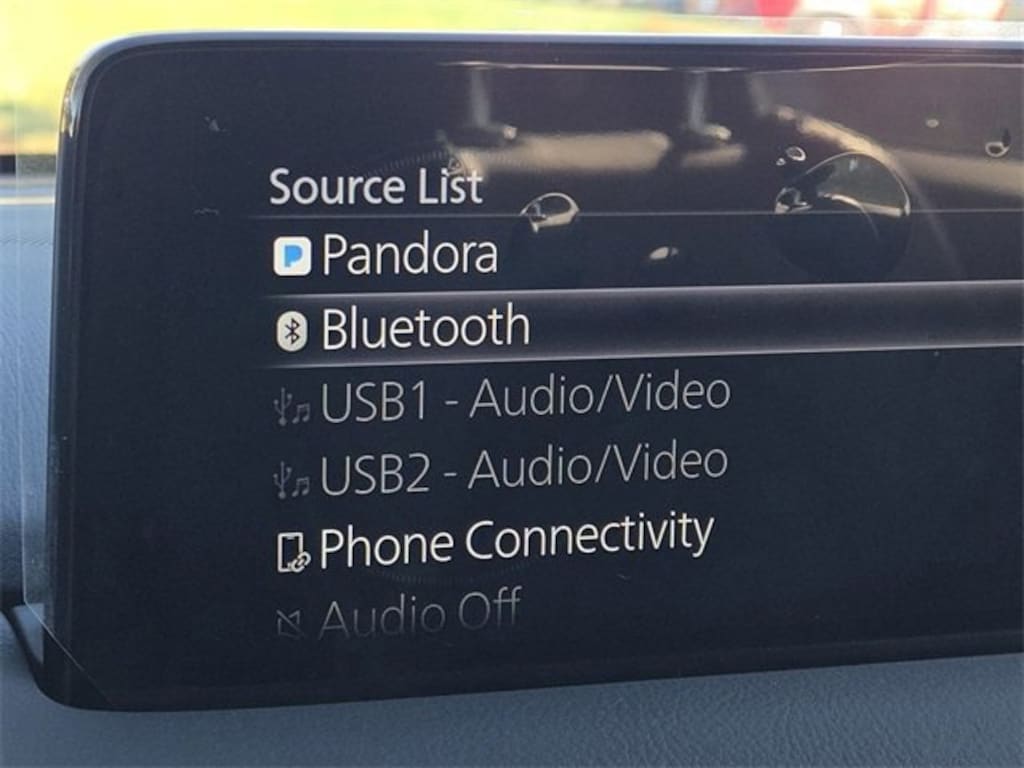 Source List
Pandora
Bluetooth
USB1 - Audio/Video
USB2 - Audio/Video
Phone Connectivity
Audio Off